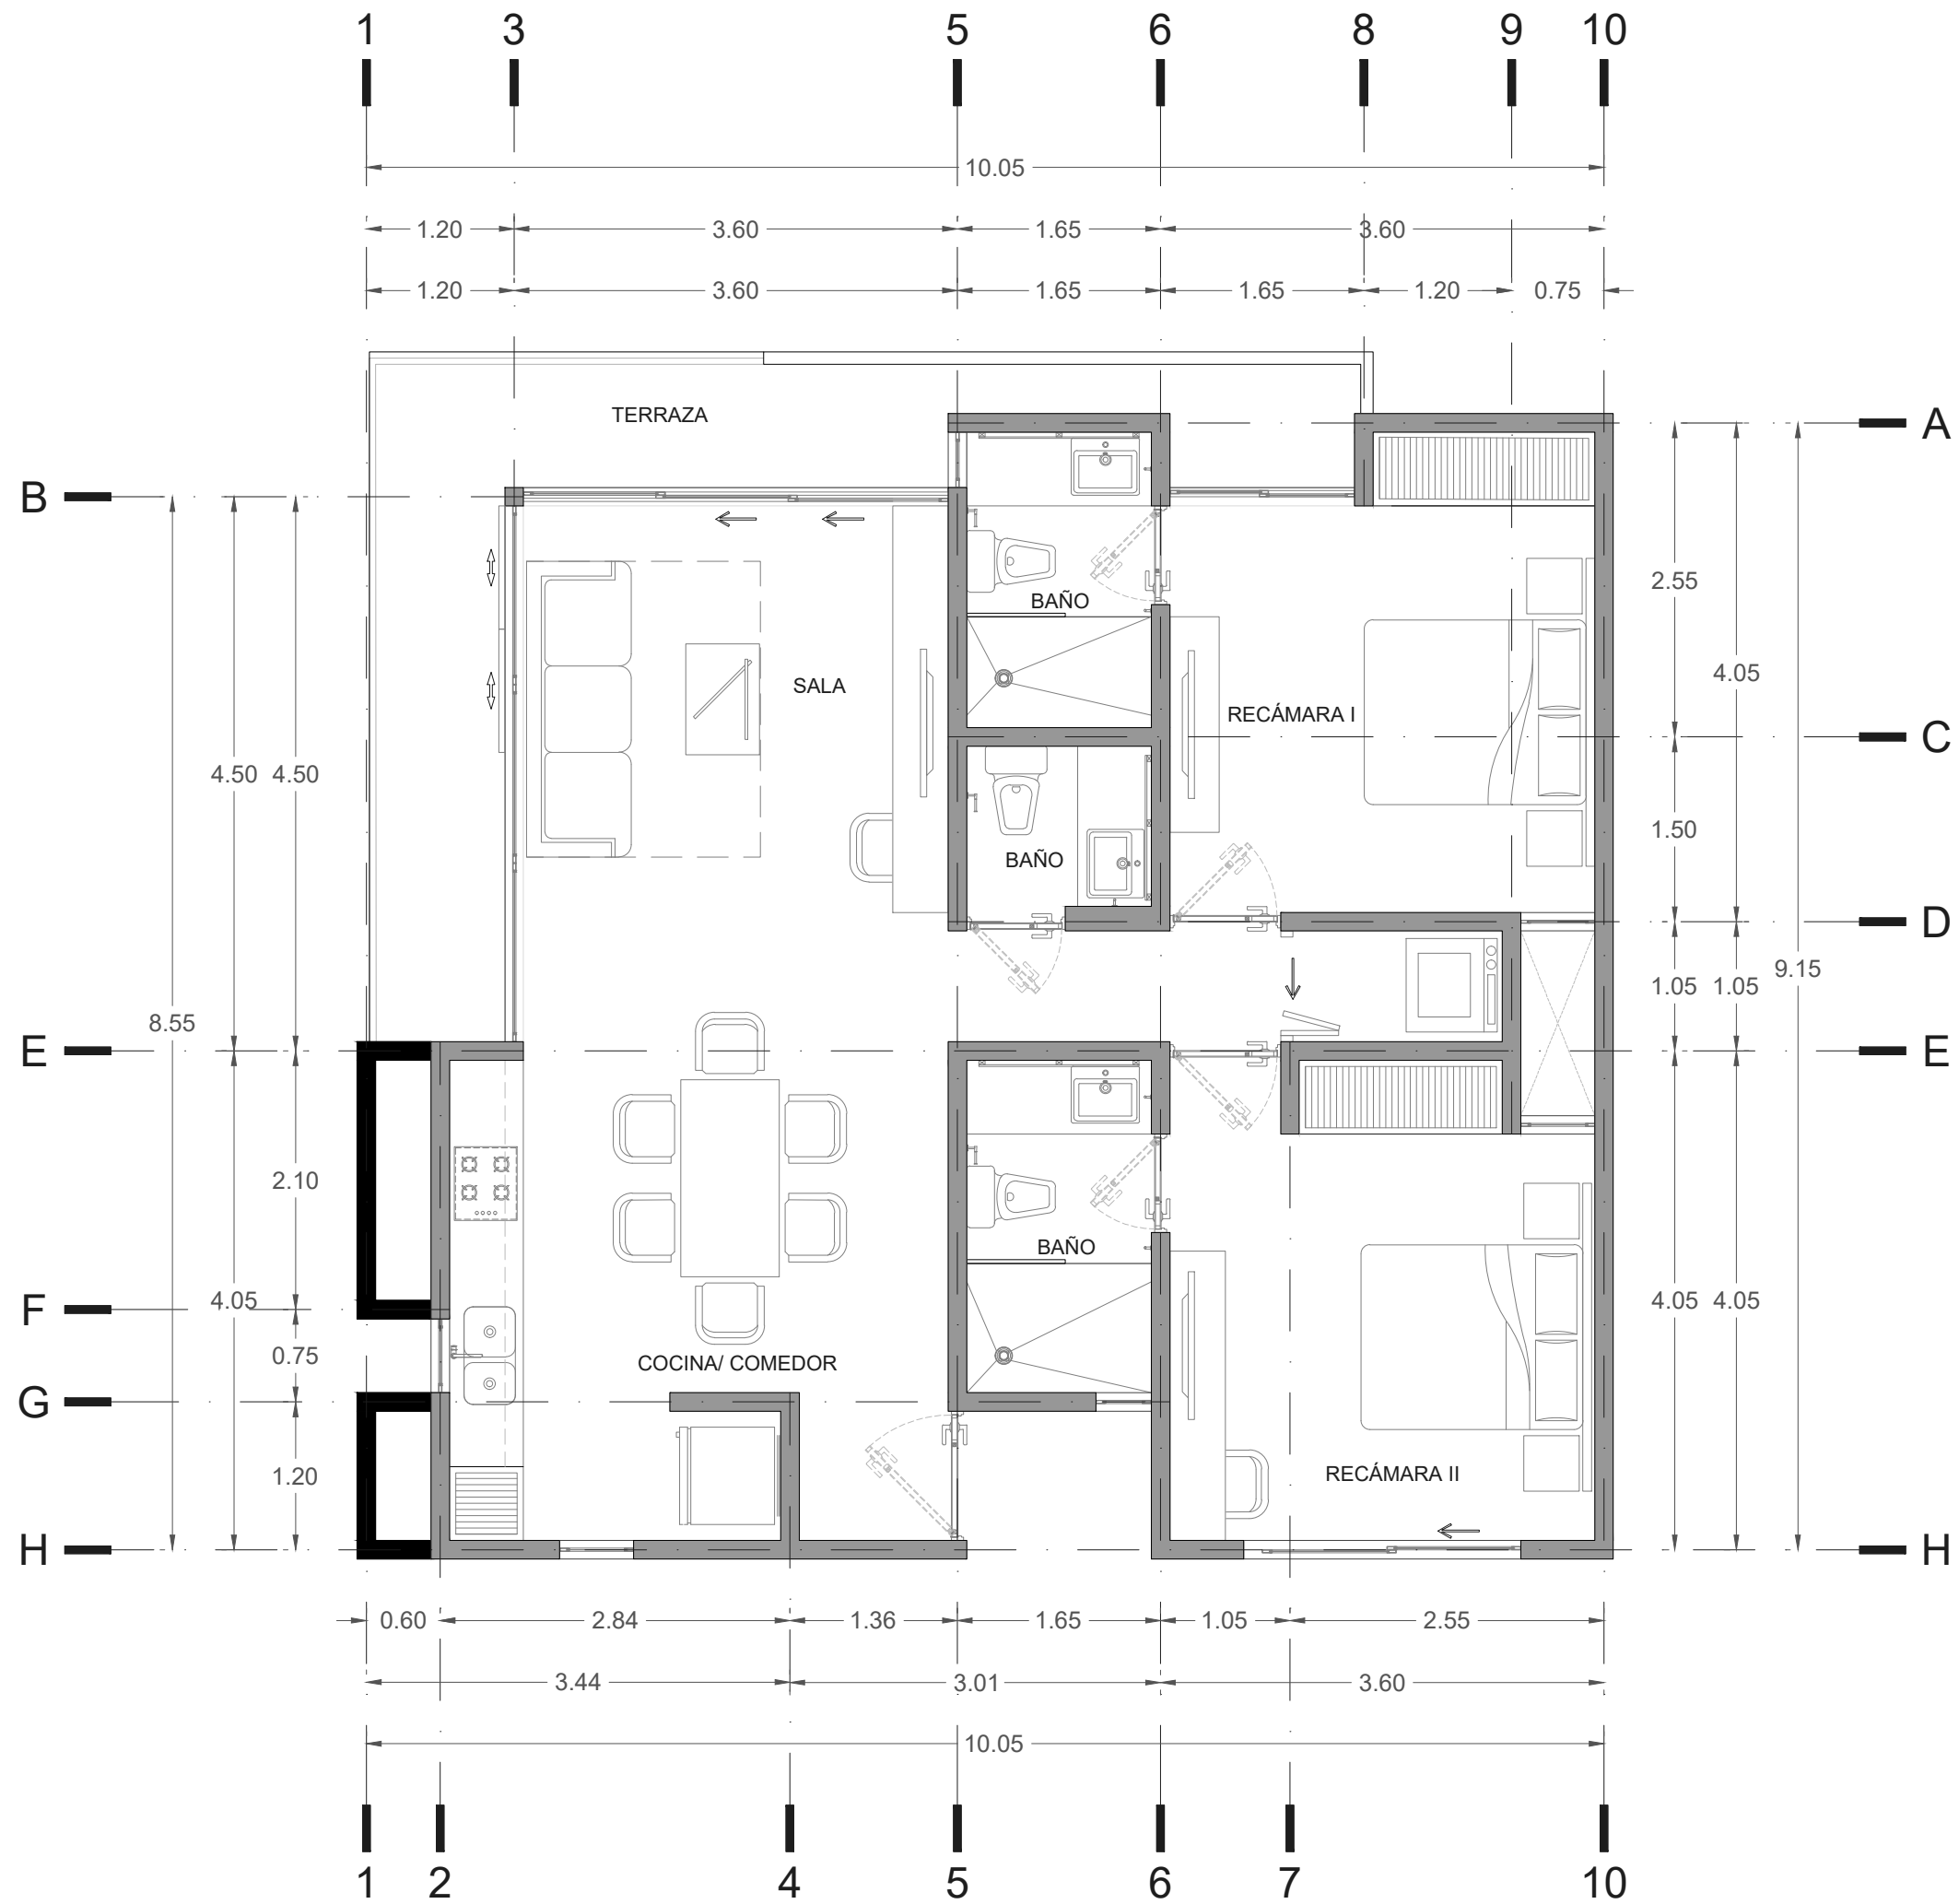 1 3 5 6 8 9 10
10.05
1.20 3.60 1.65 3.60
1.20 3.60 1.65 1.65 1.20 0.75
TERRAZA
A
B
2.55
BAÑO
4.05
SALA
RECÁMARA I
C
4.50 4.50
1.50
BAÑO
D
9.15
1.05 1.05
8.55
E E
2.10
BAÑO
4.05 4.05 4.05
F
0.75
COCINA/ COMEDOR
G
1.20
RECÁMARA II
H H
0.60 2.84 1.36 1.65 1.05 2.55
3.44 3.01 3.60
10.05
1 2 4 5 6 7 10